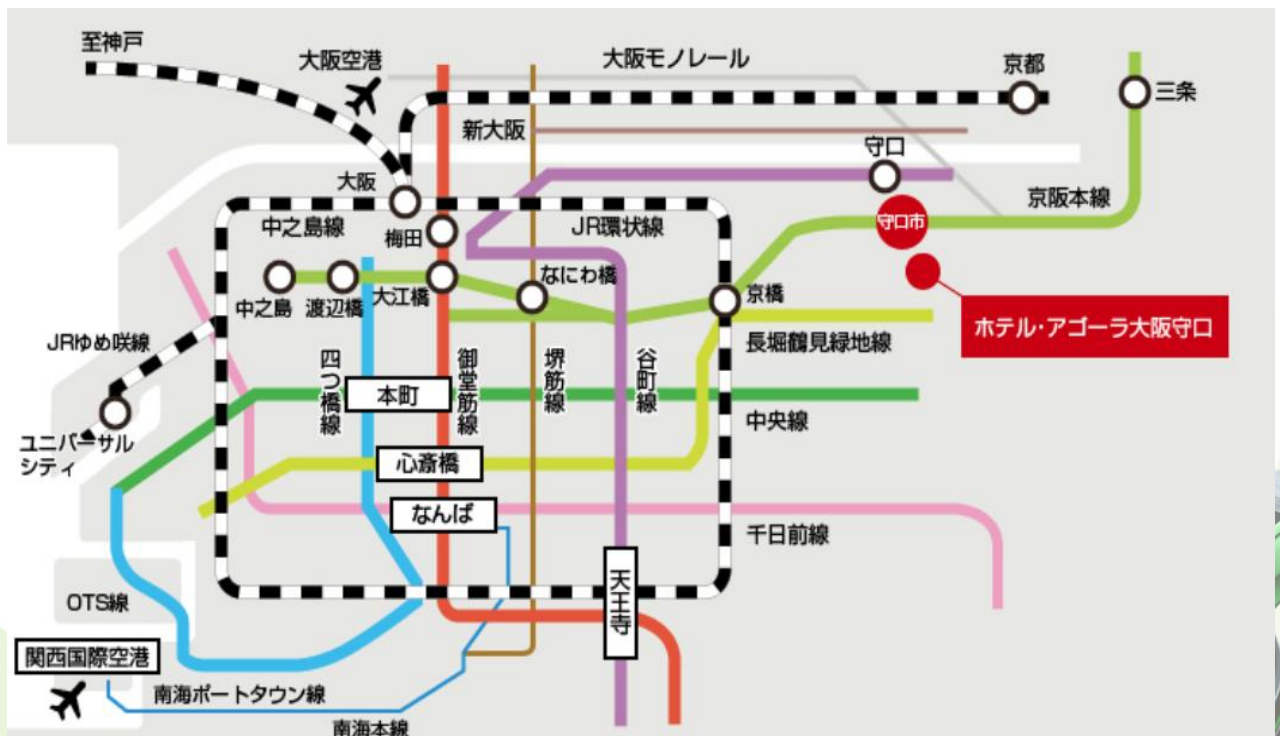 至神戸
大阪空港
大阪モノレール
京都
三条
新大阪
守口
大阪
京阪本線
守口市
中之島線
梅田
JR環状線
なにわ橋
中之島
渡辺橋
大江橋
京橋
ホテル・アゴーラ大阪守口
JRゆめ咲線
長堀鶴見緑地線
四つ橋線
御堂筋線
堺筋線
谷町線
本町
中央線
ユニバーサル
シティ
心斎橋
なんば
千日前線
天王寺
OTS線
関西国際空港
南海ポートタウン線
南海本線